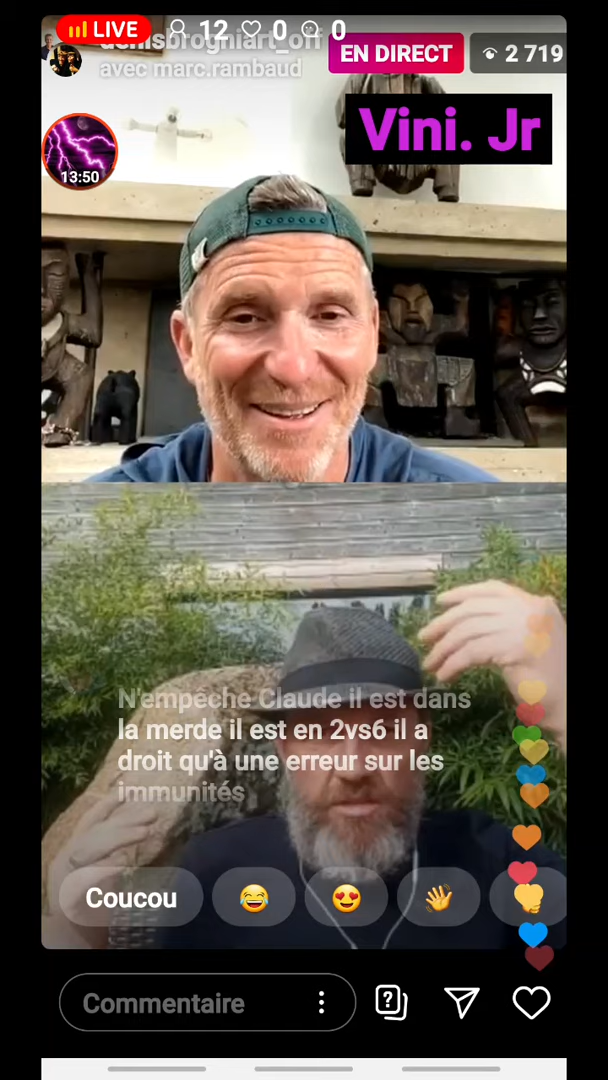 LIVE 12 0 0
denisbrogniart_off
avec marc.rambaud
EN DIRECT 2 719
Vini. Jr
13:50
N'empêche Claude il est dans
la merde il est en 2vs6 il a
droit qu'à une erreur sur les
immunités
Coucou
Commentaire